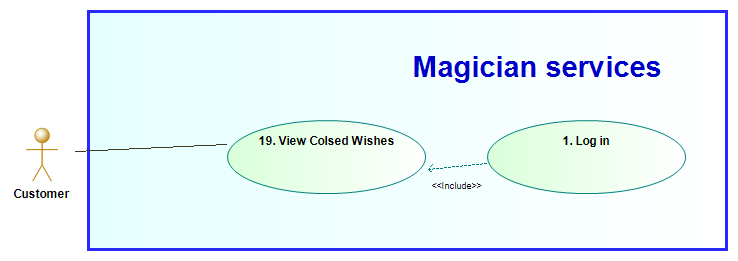 Magician services
19. View Colsed Wishes
1. Log in
<<Include>>
Customer